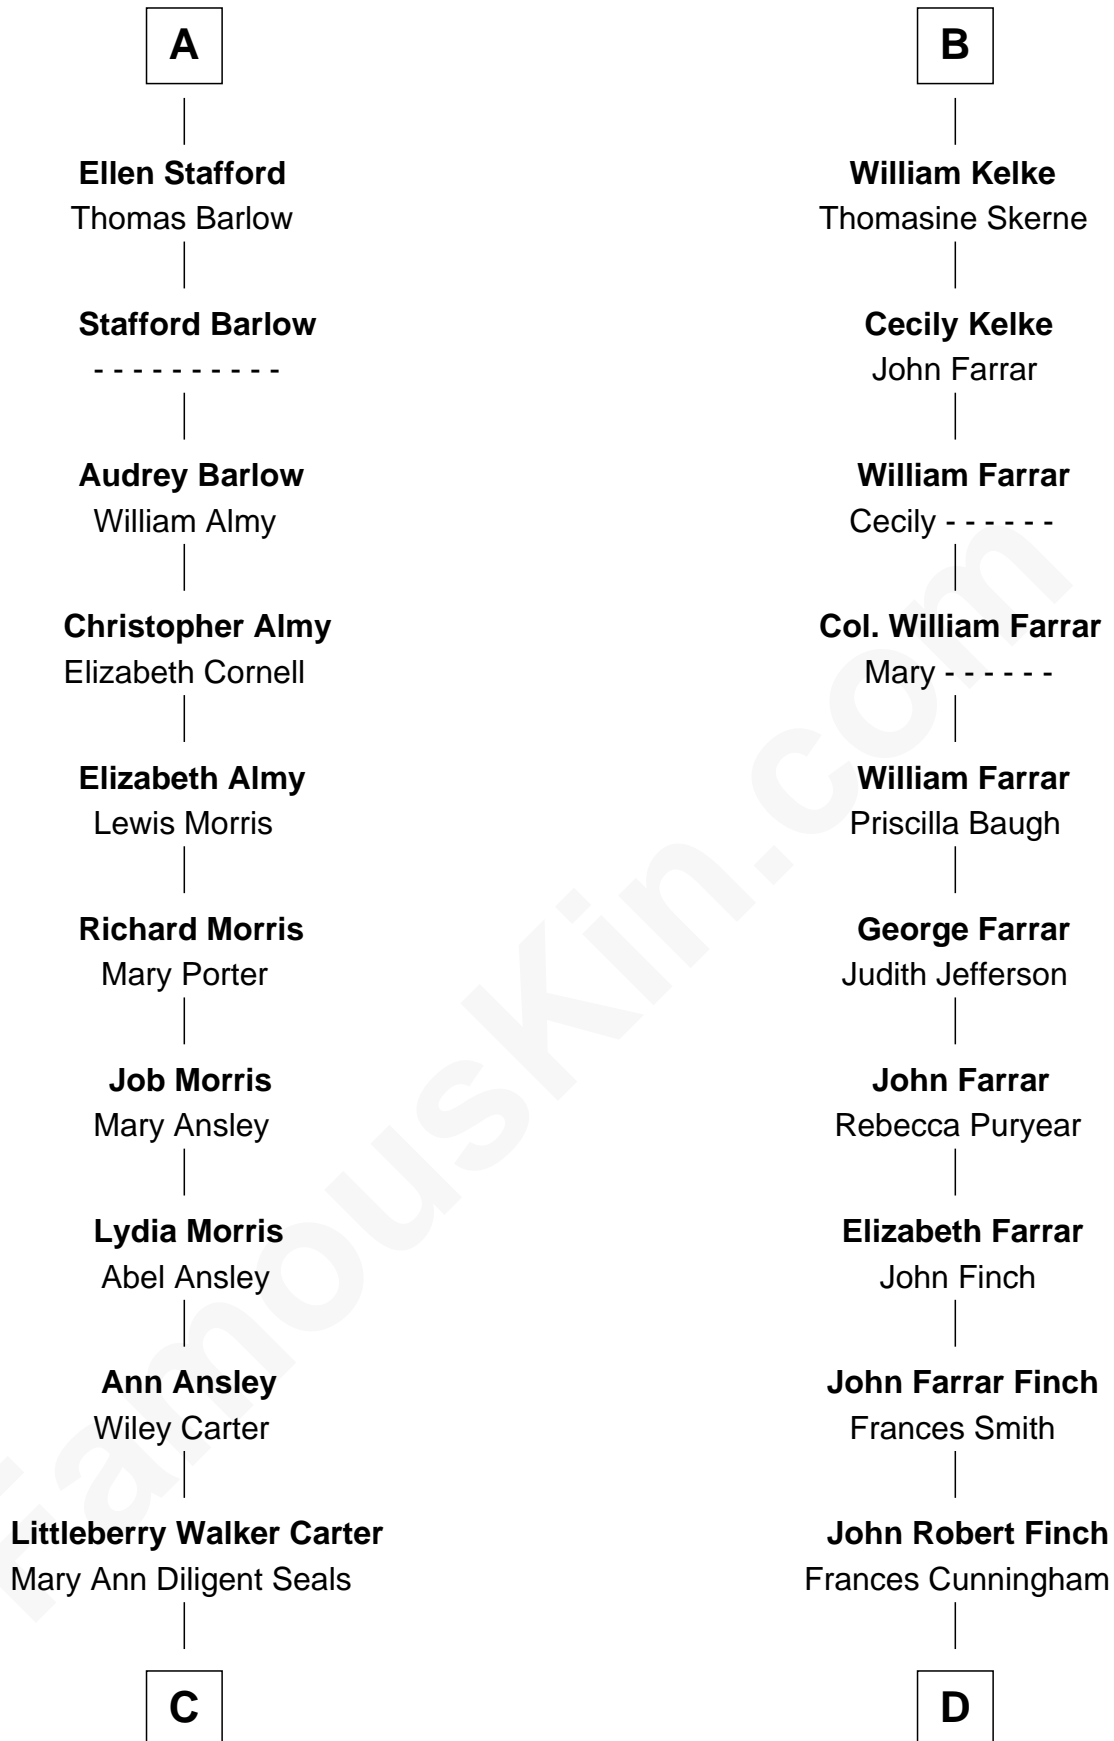 A
Ellen Stafford
Thomas Barlow
Stafford Barlow
- - - - - - - - - -
Audrey Barlow
William Almy
Christopher Almy
Elizabeth Cornell
Elizabeth Almy
Lewis Morris
Richard Morris
Mary Porter
Job Morris
Mary Ansley
Lydia Morris
Abel Ansley
Ann Ansley
Wiley Carter
Littleberry Walker Carter
Mary Ann Diligent Seals
C
B
William Kelke
Thomasine Skerne
Cecily Kelke
John Farrar
William Farrar
Cecily - - - - - -
Col. William Farrar
Mary - - - - - -
William Farrar
Priscilla Baugh
George Farrar
Judith Jefferson
John Farrar
Rebecca Puryear
Elizabeth Farrar
John Finch
John Farrar Finch
Frances Smith
John Robert Finch
Frances Cunningham
D
FamousKin.com